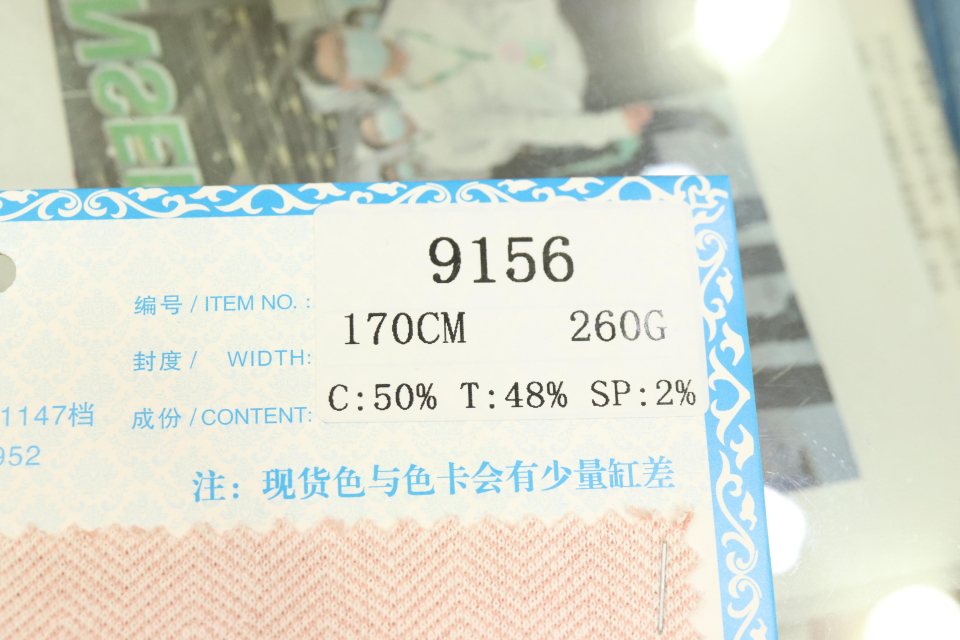 9156
编号 / ITEM NO. :
170CM 260G
封度 / WIDTH:
C:50% T:48% SP:2%
成份 / CONTENT:
1147档
952
注：现货色与色卡会有少量缸差